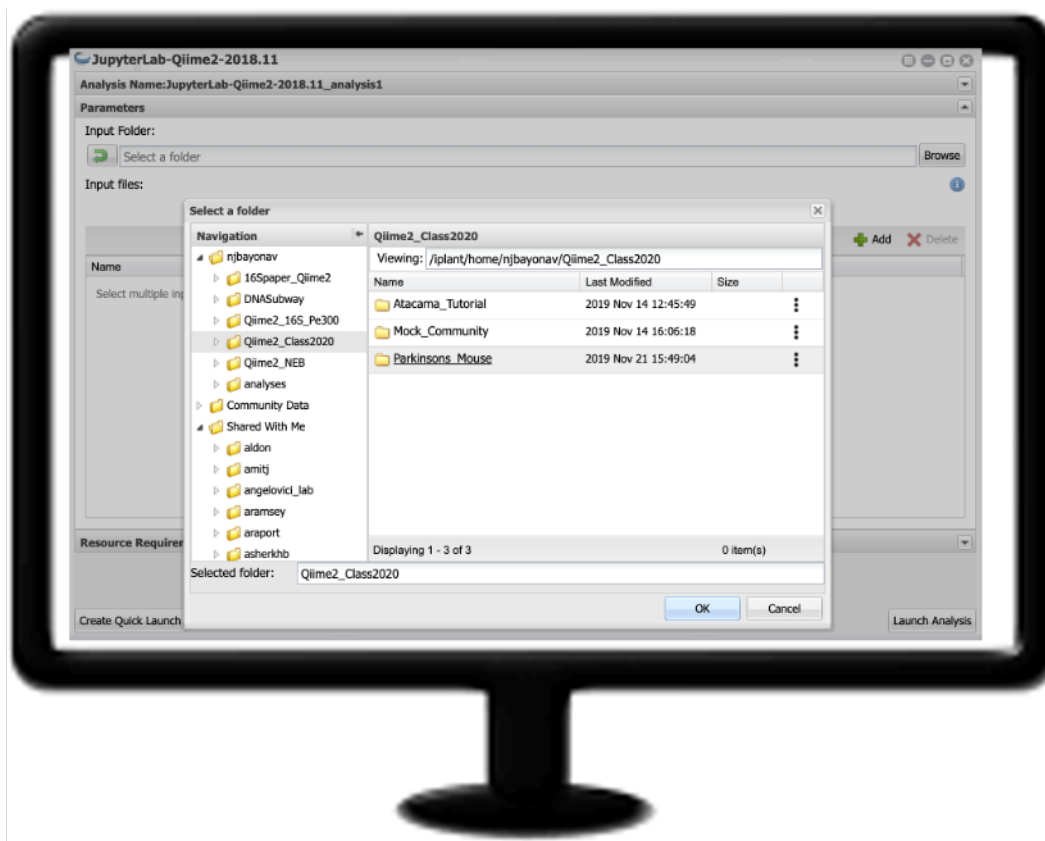 JupyterLab-Qiime2-2018.11
Analysis Name:JupyterLab-Qiime2-2018.11_analysis1
Parameters
Input Folder:
Select a folder
Browse
Input files:
Select a folder
Navigation
Qiime2_Class2020
Add
Delete
njbayonav
Viewing: /iplant/home/njbayonav/Qiime2_Class2020
Name
16Spaper_Qiime2
Name Last Modified Size
Select multiple inp
DNASubway
Atacama_Tutorial 2019 Nov 14 12:45:49
Qiime2_16S_Pe300
Mock_Community 2019 Nov 14 16:06:18
Qiime2_Class2020
Parkinsons_Mouse 2019 Nov 21 15:49:04
Qiime2_NEB
analyses
Community Data
Shared With Me
aldon
amitj
angelovici_lab
aramsey
araport
asherkhb
Resource Requirer
Displaying 1 - 3 of 3 0 item(s)
Selected folder: Qiime2_Class2020
OK Cancel
Create Quick Launch
Launch Analysis